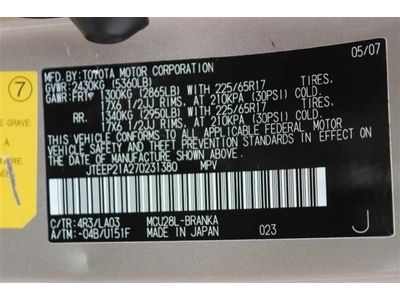 05/07
MFD. BY: TOYOTA MOTOR CORPORATION
GVWR: 2430KG (5360LB)
GAWR: FRT. 1300KG (2865LB) WITH 225/65R17 TIRES.
17X6 1/2JJ RIMS. AT 210KPA (30PSI) COLD.
RR. 1340KG (2950LB) WITH 225/65R17 TIRES.
17X6 1/2JJ RIMS. AT 210KPA (30PSI) COLD.
THIS VEHICLE CONFORMS TO ALL APPLICABLE FEDERAL MOTOR
VEHICLE SAFETY AND THEFT PREVENTION STANDARDS IN
EFFECT ON THE DATE OF MANUFACTURE SHOWN ABOVE.
JTEEP21A270231380 MPV
C/TR: 4R3/LA03 MCU28L-BRANKA
A/TM: -04B/U151F MADE IN JAPAN 023
J
7
E GRAVE
À
AIRE.